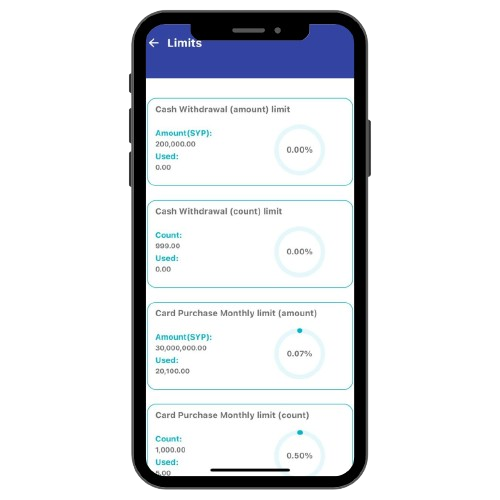 Limits
Cash Withdrawal (amount) limit
Amount(SYP):
200,000.00
Used:
0.00
0.00%
Cash Withdrawal (count) limit
Count:
999.00
Used:
0.00
0.00%
Card Purchase Monthly limit (amount)
Amount(SYP):
30,000,000.00
Used:
20,100.00
0.07%
Card Purchase Monthly limit (count)
Count:
1,000.00
Used:
5.00
0.50%